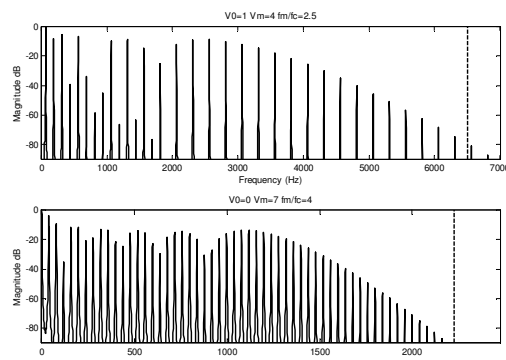 V0=1 Vm=4 fm/fc=2.5
0
-20
-40
-60
-80
Magnitude dB
0 1000 2000 3000 4000 5000 6000 7000
Frequency (Hz)
V0=0 Vm=7 fm/fc=4
0
-20
-40
-60
-80
Magnitude dB
0 500 1000 1500 2000